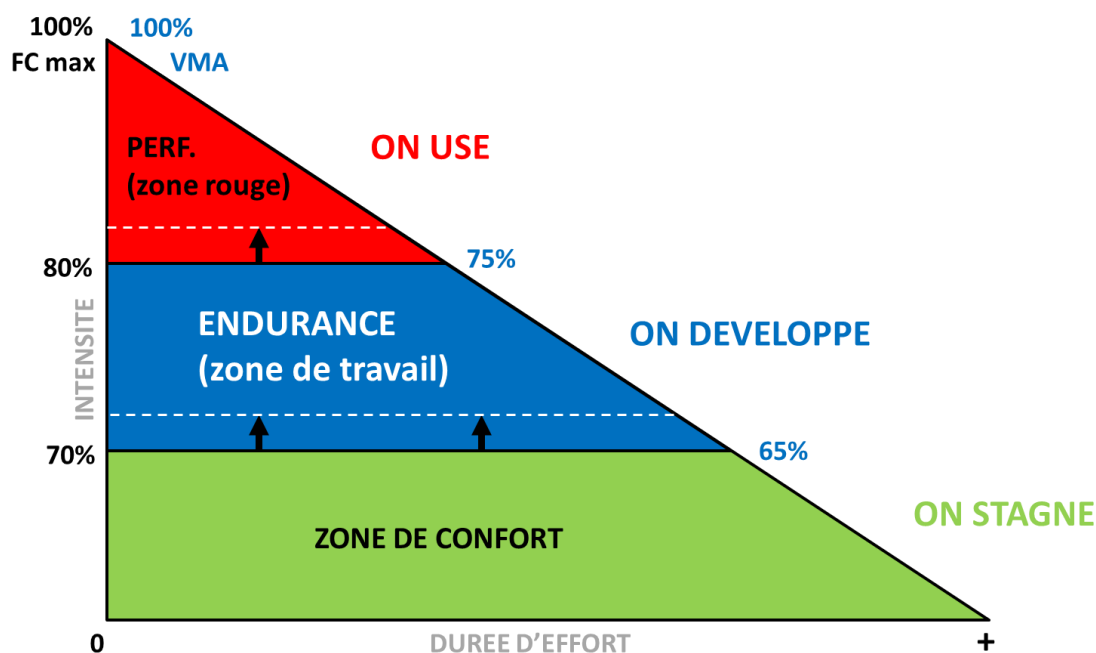 100%
FC max
100%
VMA
PERF.
(zone rouge)
ON USE
80%
75%
INTENSITE
ENDURANCE
(zone de travail)
ON DEVELOPPE
70%
65%
ON STAGNE
ZONE DE CONFORT
0
DUREE D'EFFORT
+